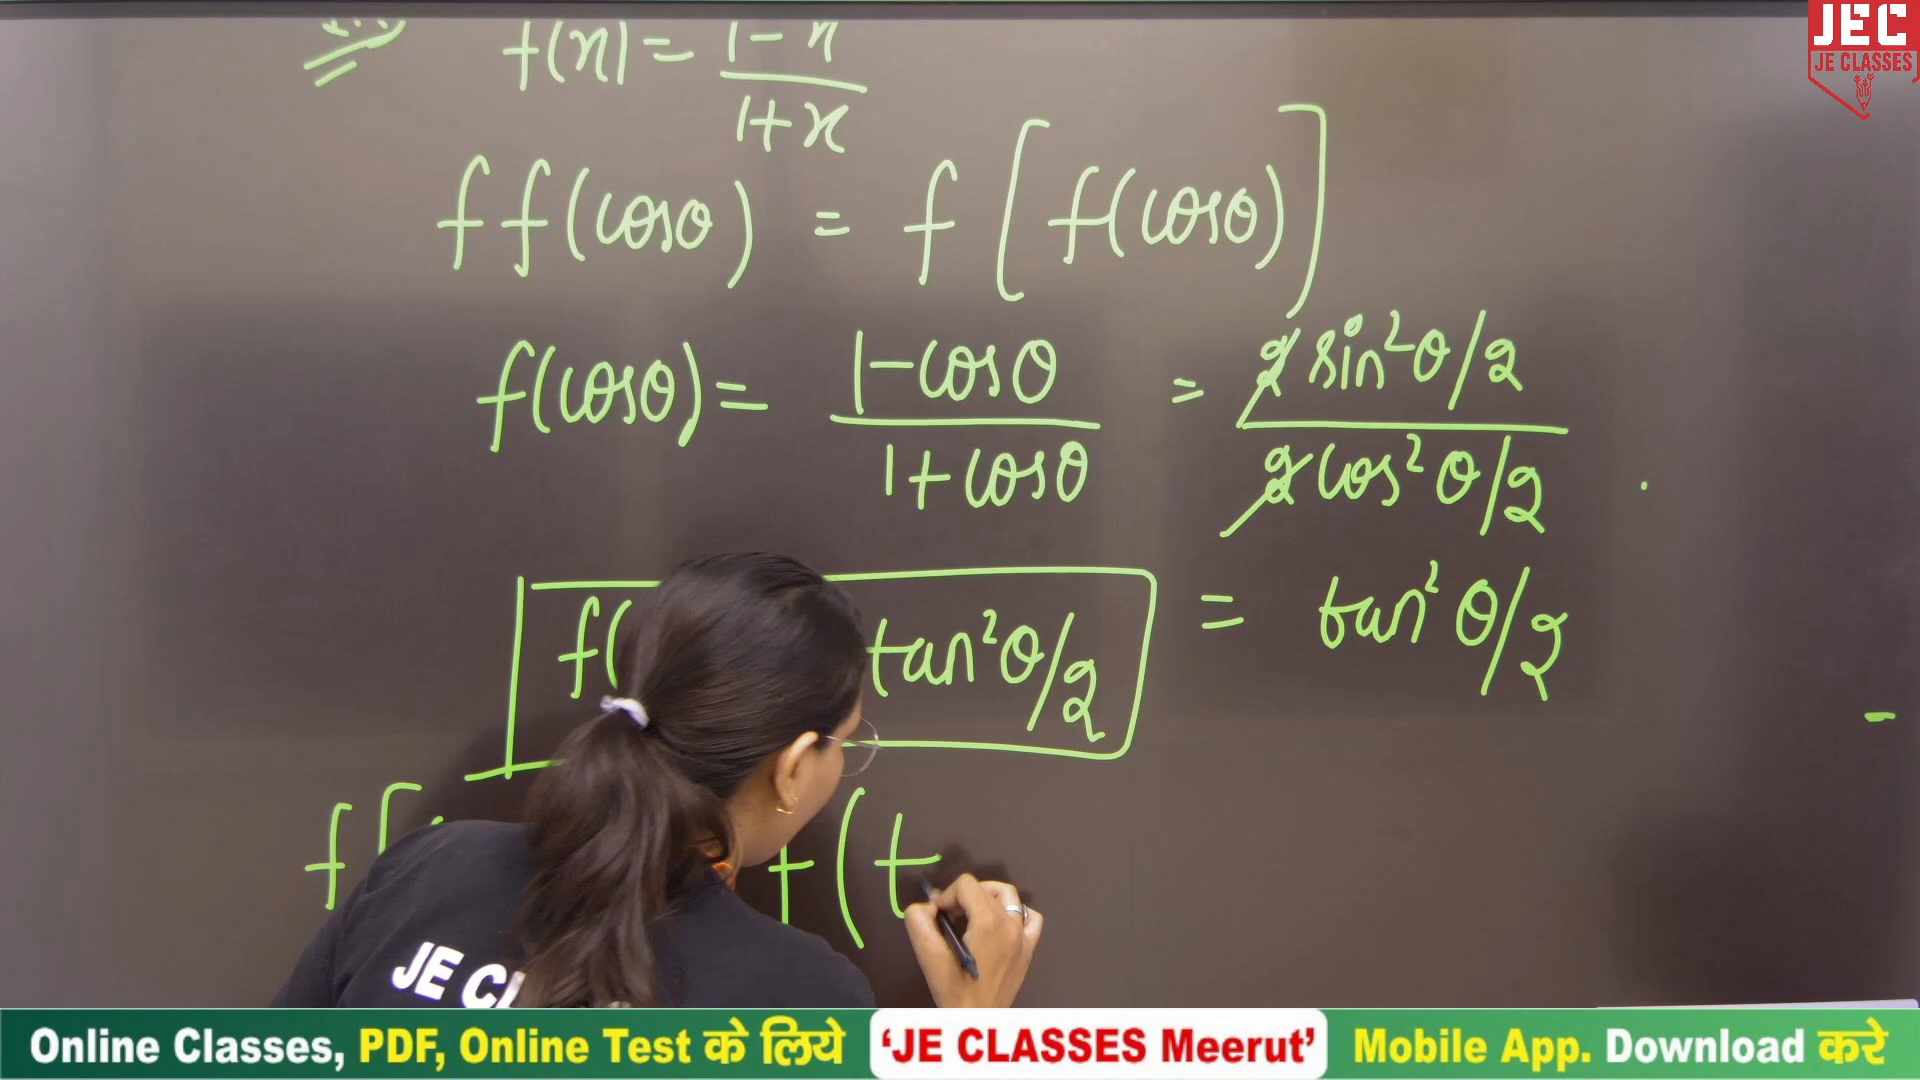 JEC
JE CLASSES
f(x) = 1 - x / 1 + x
f f(cosθ) = f [f(cosθ)]
f(cosθ) = 1 - cosθ / 1 + cosθ = 2 sin²θ/2 / 2 cos²θ/2
= tan²θ/2
f( tan²θ/2
f[ f(t
JE CL
Online Classes, PDF, Online Test के लिये 'JE CLASSES Meerut' Mobile App. Download करे